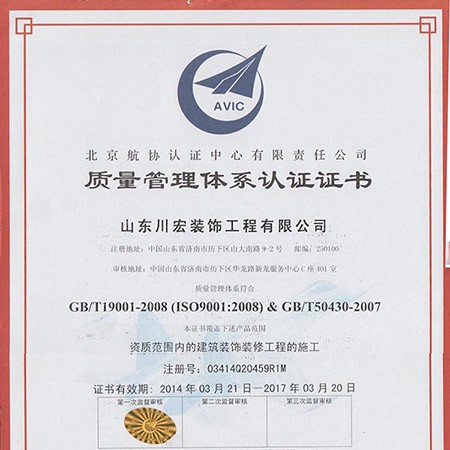 AVIC
北京航协认证中心有限责任公司
质量管理体系认证证书
山东川宏装饰工程有限公司
注册地址:中国山东省济南市历下区山大南路9-2号 邮编:250100
审核地址:中国山东省济南市历下区华龙路新龙服务中心C座401室
质量管理体系符合
GB/T19001-2008 (ISO9001:2008) & GB/T50430-2007
本证书覆盖下述产品范围
资质范围内的建筑装饰装修工程的施工
注册号: 03414Q20459R1M
证书有效期: 2014年03月21日—2017年03月20日
第一次监督审核 第二次监督审核 第三次监督审核